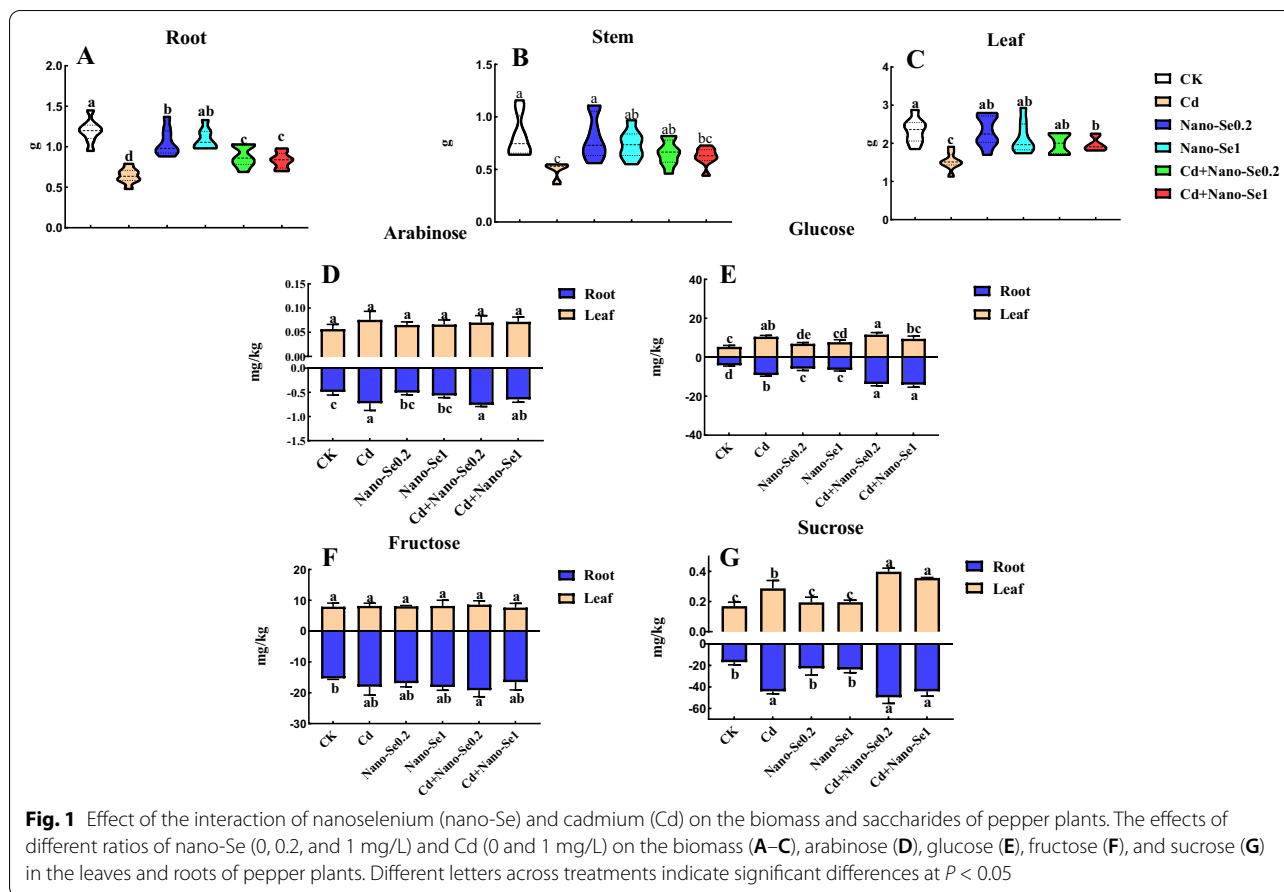 Root
A
g
2.0
1.5
1.0
0.5
0.0
a
d
b
ab
c
c
Stem
B
g
1.5
1.0
0.5
0.0
a
c
a
ab
ab
bc
Leaf
C
g
6
4
2
0
a
c
ab
ab
ab
b
CK
Cd
Nano-Se0.2
Nano-Se1
Cd+Nano-Se0.2
Cd+Nano-Se1
Arabinose
D
mg/kg
0.15
0.10
0.05
0.00
0.0
-0.5
-1.0
-1.5
a a a a a a
c a bc bc a ab
Root
Leaf
CK Cd Nano-Se0.2 Nano-Se1 Cd+Nano-Se0.2 Cd+Nano-Se1
Glucose
E
mg/kg
40
20
0
-20
-40
c ab de cd a bc
d b c c a a
Root
Leaf
CK Cd Nano-Se0.2 Nano-Se1 Cd+Nano-Se0.2 Cd+Nano-Se1
Fructose
F
mg/kg
20
10
0
-10
-20
-30
a a a a a a
b ab ab ab a ab
Root
Leaf
CK Cd Nano-Se0.2 Nano-Se1 Cd+Nano-Se0.2 Cd+Nano-Se1
Sucrose
G
mg/kg
0.4
0.2
0.0
0
-20
-40
-60
c b c c a a
b a b b a a
Root
Leaf
CK Cd Nano-Se0.2 Nano-Se1 Cd+Nano-Se0.2 Cd+Nano-Se1
Fig. 1 Effect of the interaction of nanoselenium (nano-Se) and cadmium (Cd) on the biomass and saccharides of pepper plants. The effects of
different ratios of nano-Se (0, 0.2, and 1 mg/L) and Cd (0 and 1 mg/L) on the biomass (A–C), arabinose (D), glucose (E), fructose (F), and sucrose (G)
in the leaves and roots of pepper plants. Different letters across treatments indicate significant differences at P < 0.05